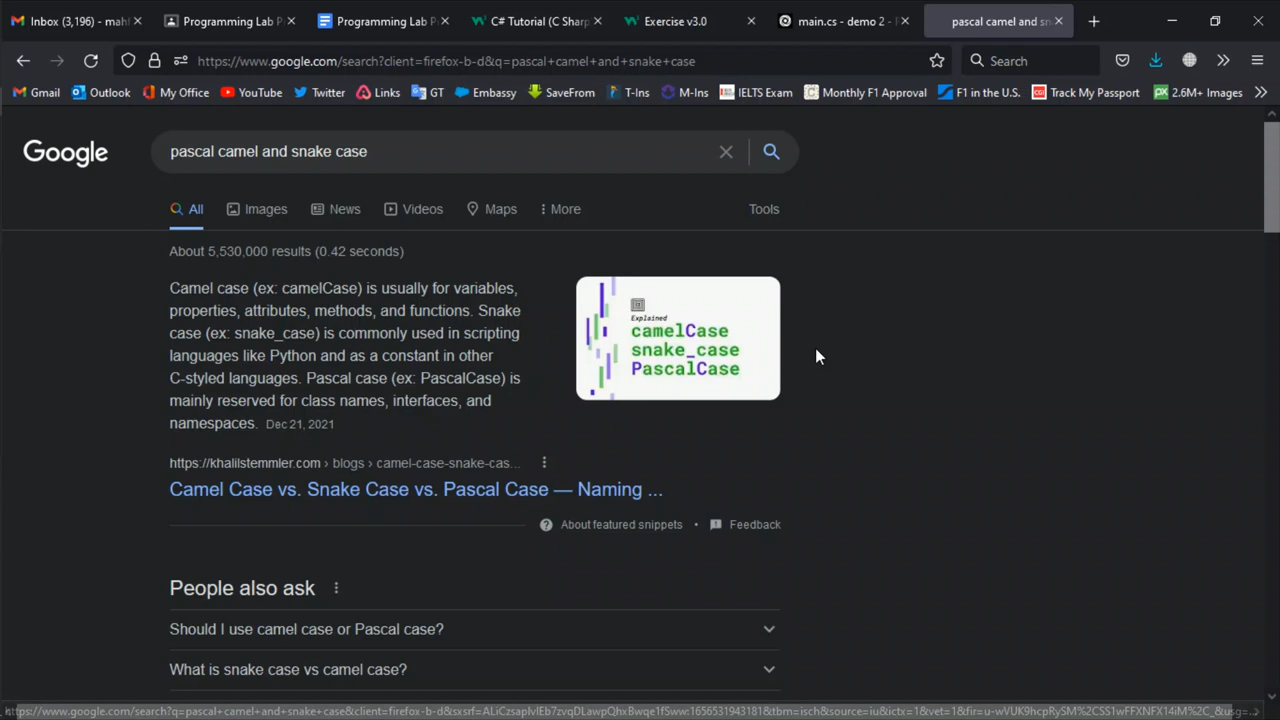 Inbox (3,196) - mahf
Programming Lab P
Programming Lab P
C# Tutorial (C Sharp
Exercise v3.0
main.cs - demo 2 -
pascal camel and sn
https://www.google.com/search?client=firefox-b-d&q=pascal+camel+and+snake+case
Search
Gmail
Outlook
My Office
YouTube
Twitter
Links
GT
Embassy
SaveFrom
T-Ins
M-Ins
IELTS Exam
Monthly F1 Approval
F1 in the U.S.
Track My Passport
2.6M+ Images
Google
pascal camel and snake case
All
Images
News
Videos
Maps
More
Tools
About 5,530,000 results (0.42 seconds)
Camel case (ex: camelCase) is usually for variables,
properties, attributes, methods, and functions. Snake
case (ex: snake_case) is commonly used in scripting
languages like Python and as a constant in other
C-styled languages. Pascal case (ex: PascalCase) is
mainly reserved for class names, interfaces, and
namespaces. Dec 21, 2021
Explained
camelCase
snake_case
PascalCase
https://khalilstemmler.com › blogs › camel-case-snake-cas...
Camel Case vs. Snake Case vs. Pascal Case — Naming ...
About featured snippets • Feedback
People also ask
Should I use camel case or Pascal case?
What is snake case vs camel case?